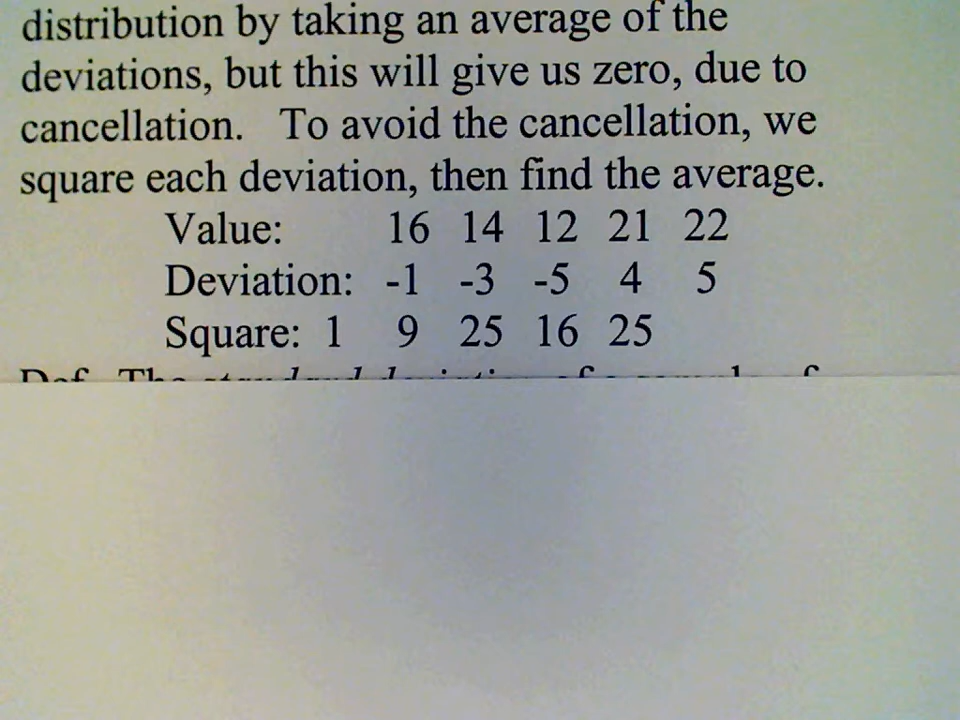 distribution by taking an average of the
deviations, but this will give us zero, due to
cancellation. To avoid the cancellation, we
square each deviation, then find the average.
Value: 16 14 12 21 22
Deviation: -1 -3 -5 4 5
Square: 1 9 25 16 25